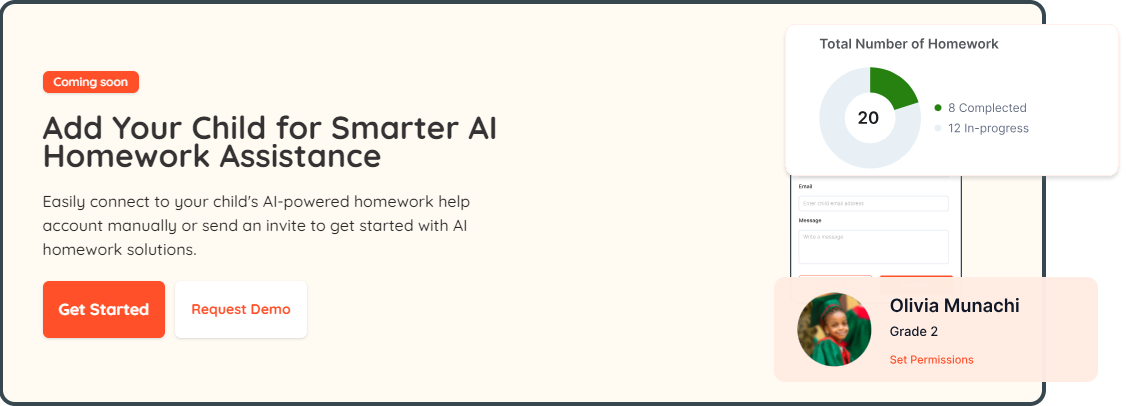 Coming soon
Add Your Child for Smarter AI
Homework Assistance
Easily connect to your child's AI-powered homework help
account manually or send an invite to get started with AI
homework solutions.
Get Started
Request Demo
Total Number of Homework
20
8 Complected
12 In-progress
Email
Enter child email address
Message
Write a message
Olivia Munachi
Grade 2
Set Permissions